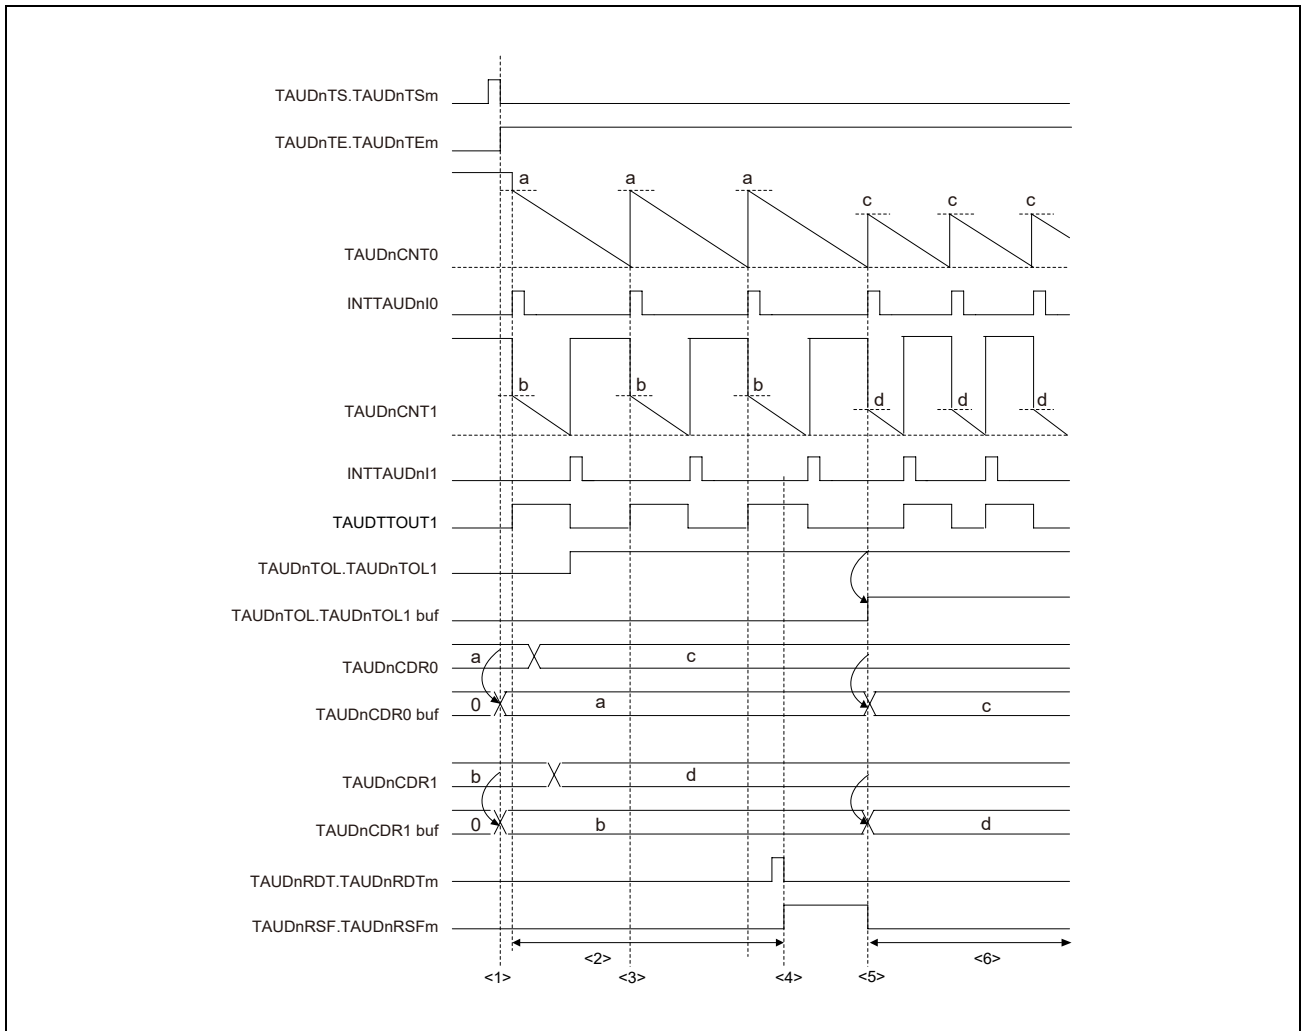 TAUDnTS.TAUDnTSm
TAUDnTE.TAUDnTEm
a a a
c c c
TAUDnCNT0
INTTAUDnI0
b b b
d d d
TAUDnCNT1
INTTAUDnI1
TAUDTTOUT1
TAUDnTOL.TAUDnTOL1
TAUDnTOL.TAUDnTOL1 buf
TAUDnCDR0 a c
TAUDnCDR0 buf 0 a c
TAUDnCDR1 b d
TAUDnCDR1 buf 0 b d
TAUDnRDT.TAUDnRDTm
TAUDnRSF.TAUDnRSFm
<2> <6>
<1> <3> <4> <5>